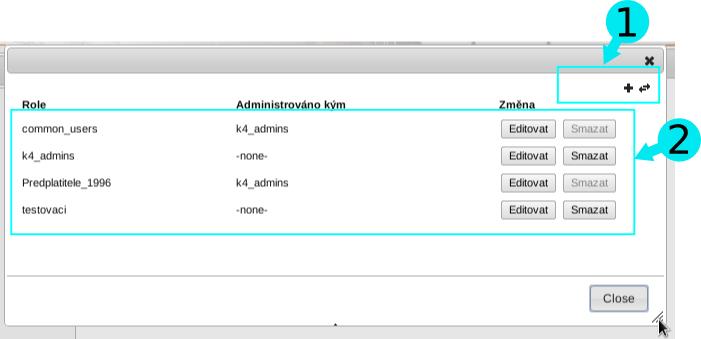 1
Role Administrováno kým Změna
common_users k4_admins Editovat Smazat
k4_admins -none- Editovat Smazat
Predplatitele_1996 k4_admins Editovat Smazat
testovaci -none- Editovat Smazat
2
Close